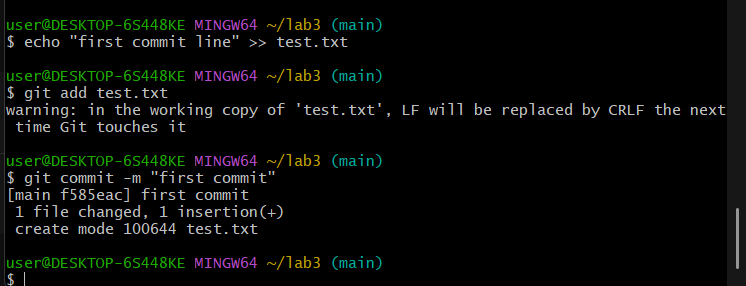 user@DESKTOP-6S448KE MINGW64 ~/lab3 (main)
$ echo "first commit line" >> test.txt
user@DESKTOP-6S448KE MINGW64 ~/lab3 (main)
$ git add test.txt
warning: in the working copy of 'test.txt', LF will be replaced by CRLF the next
 time Git touches it
user@DESKTOP-6S448KE MINGW64 ~/lab3 (main)
$ git commit -m "first commit"
[main f585eac] first commit
 1 file changed, 1 insertion(+)
 create mode 100644 test.txt
user@DESKTOP-6S448KE MINGW64 ~/lab3 (main)
$